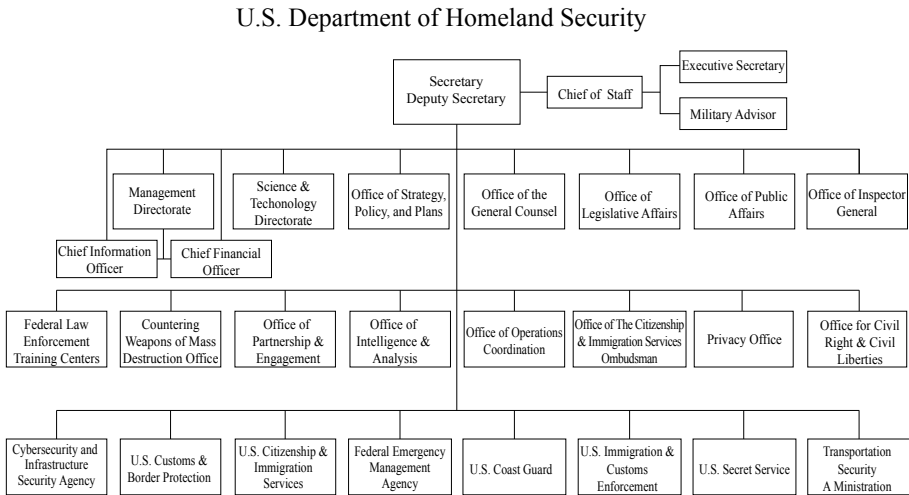 U.S. Department of Homeland Security
Secretary
Deputy Secretary
Chief of Staff
Executive Secretary
Military Advisor
Management
Directorate
Science &
Techonology
Directorate
Office of Strategy,
Policy, and Plans
Office of the
General Counsel
Office of
Legislative Affairs
Office of Public
Affairs
Office of Inspector
General
Chief Information
Officer
Chief Financial
Officer
Federal Law
Enforcement
Training Centers
Countering
Weapons of Mass
Destruction Office
Office of
Partnership &
Engagement
Office of
Intelligence &
Analysis
Office of Operations
Coordination
Office of The Citizenship
& Immigration Services
Ombudsman
Privacy Office
Office for Civil
Right & Civil
Liberties
Cybersecurity and
Infrastructure
Security Agency
U.S. Customs &
Border Protection
U.S. Citizenship &
Immigration
Services
Federal Emergency
Management
Agency
U.S. Coast Guard
U.S. Immigration &
Customs
Enforcement
U.S. Secret Service
Transportation
Security
A Ministration